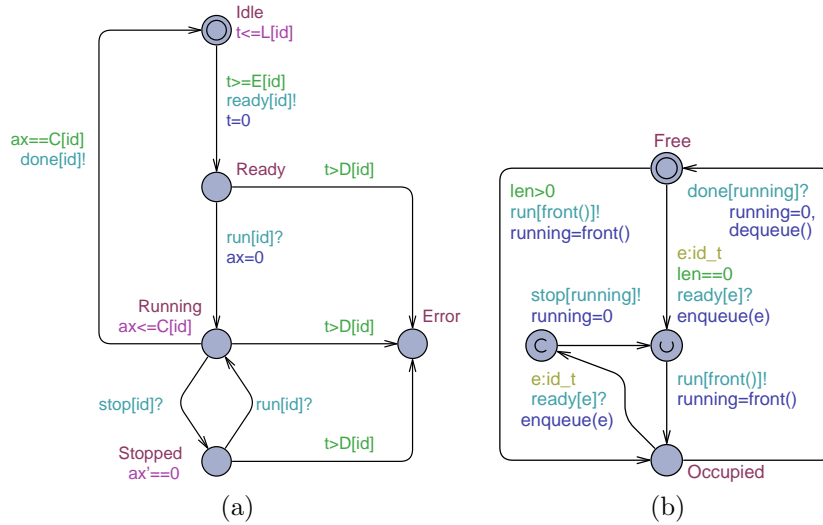 Idle
t<=L[id]
t>=E[id]
ready[id]!
t=0
ax==C[id]
done[id]!
Ready
t>D[id]
run[id]?
ax=0
Running
ax<=C[id]
t>D[id]
Error
stop[id]?
run[id]?
Stopped
ax'==0
t>D[id]
(a)
Free
len>0
run[front()]!
running=front()
done[running]?
running=0,
dequeue()
e:id_t
len==0
ready[e]?
enqueue(e)
stop[running]!
running=0
C
U
e:id_t
ready[e]?
enqueue(e)
run[front()]!
running=front()
Occupied
(b)